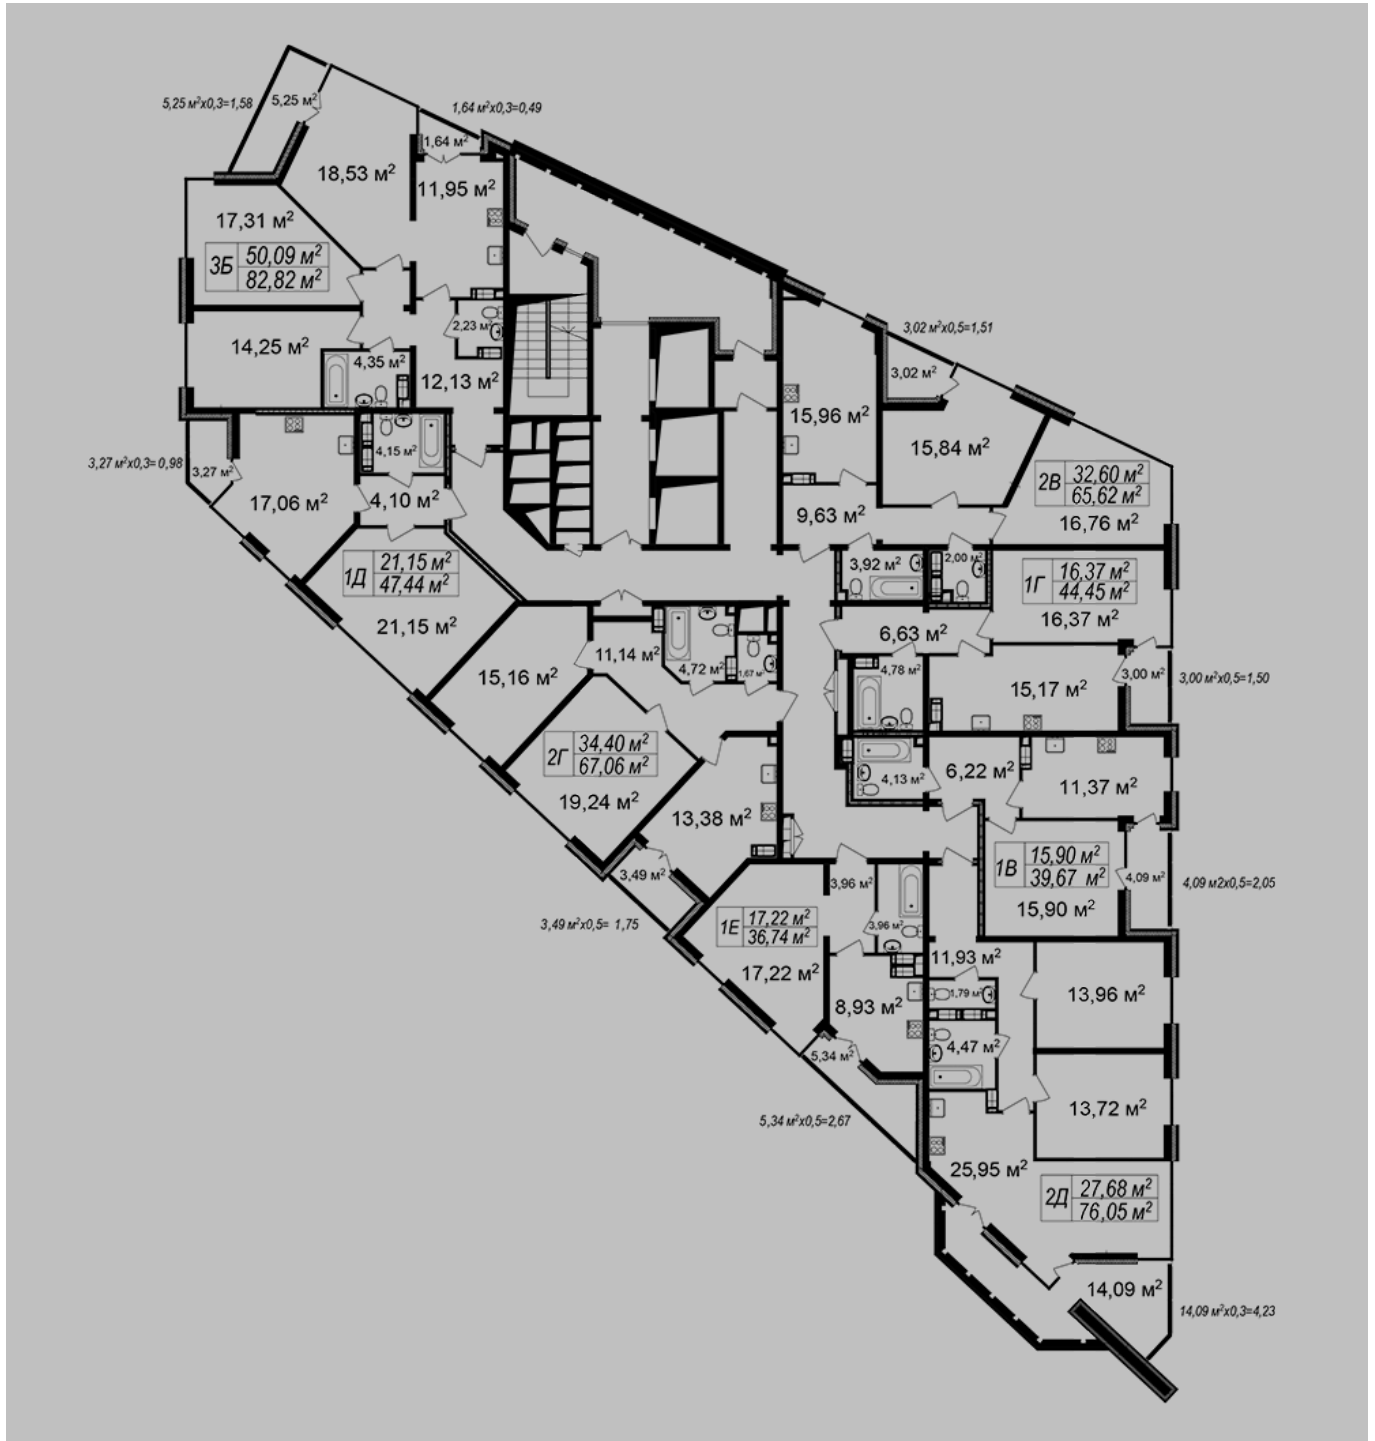 5,25 м²х0,3=1,58
5,25 м²
1,64 м²х0,3=0,49
1,64 м²
18,53 м²
11,95 м²
17,31 м²
3Б
50,09 м²
82,82 м²
2,23 м²
14,25 м²
4,35 м²
12,13 м²
3,02 м²х0,5=1,51
3,02 м²
15,96 м²
15,84 м²
4,15 м²
3,27 м²х0,3= 0,98
3,27 м²
17,06 м²
4,10 м²
2В
32,60 м²
65,62 м²
16,76 м²
9,63 м²
3,92 м²
2,00 м²
1Д
21,15 м²
47,44 м²
21,15 м²
1Г
16,37 м²
44,45 м²
16,37 м²
6,63 м²
11,14 м²
4,72 м²
1,67 м²
4,78 м²
15,16 м²
15,17 м²
3,00 м²
3,00 м²х0,5=1,50
2Г
34,40 м²
67,06 м²
19,24 м²
13,38 м²
4,13 м²
6,22 м²
11,37 м²
1В
15,90 м²
39,67 м²
15,90 м²
4,09 м²
4,09 м2х0,5=2,05
3,49 м²
3,49 м²х0,5= 1,75
3,96 м²
3,96 м²
1Е
17,22 м²
36,74 м²
17,22 м²
8,93 м²
11,93 м²
1,79 м²
13,96 м²
4,47 м²
5,34 м²
5,34 м²х0,5=2,67
13,72 м²
25,95 м²
2Д
27,68 м²
76,05 м²
14,09 м²
14,09 м²х0,3=4,23